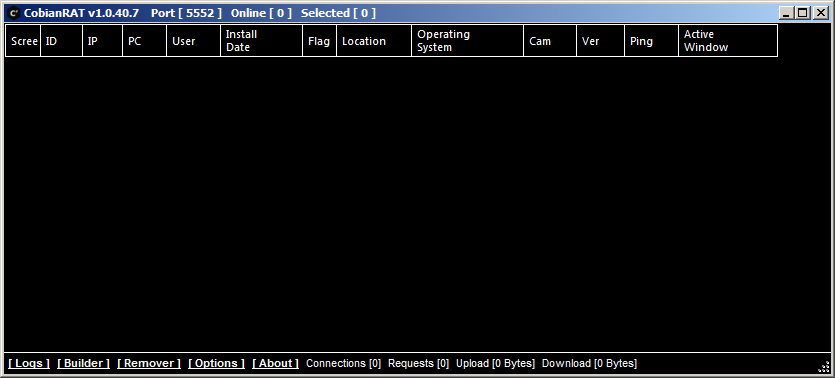 CobianRAT v1.0.40.7 Port [ 5552 ] Online [ 0 ] Selected [ 0 ]
Scree ID IP PC User Install Date Flag Location Operating System Cam Ver Ping Active Window
[ Logs ] [ Builder ] [ Remover ] [ Options ] [ About ] Connections [0] Requests [0] Upload [0 Bytes] Download [0 Bytes]